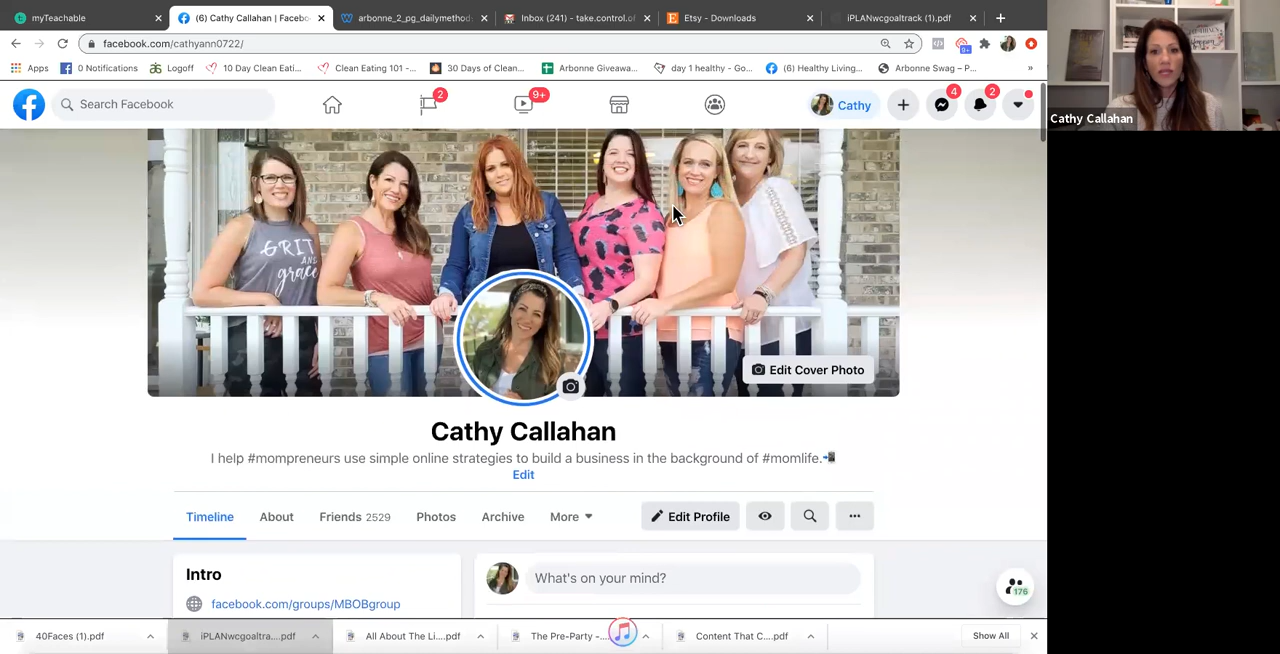 myTeachable
(6) Cathy Callahan | Facebo
arbonne_2_pg_dailymethod
Inbox (241) - take.control.of
Etsy - Downloads
iPLANwcgoaltrack (1).pdf
facebook.com/cathyann0722/
9+
Apps
0 Notifications
Logoff
10 Day Clean Eati...
Clean Eating 101 -...
30 Days of Clean...
Arbonne Giveawa...
day 1 healthy - Go...
(6) Healthy Living...
Arbonne Swag – P...
»
Search Facebook
2
9+
Cathy
4
2
Cathy Callahan
GRIT
AND
grace
Edit Cover Photo
Cathy Callahan
I help #mompreneurs use simple online strategies to build a business in the background of #momlife.
Edit
Timeline
About
Friends 2529
Photos
Archive
More
Edit Profile
Intro
What's on your mind?
facebook.com/groups/MBOBgroup
176
40Faces (1).pdf
iPLANwcgoaltra....pdf
All About The Li....pdf
The Pre-Party -....
Content That C....pdf
Show All